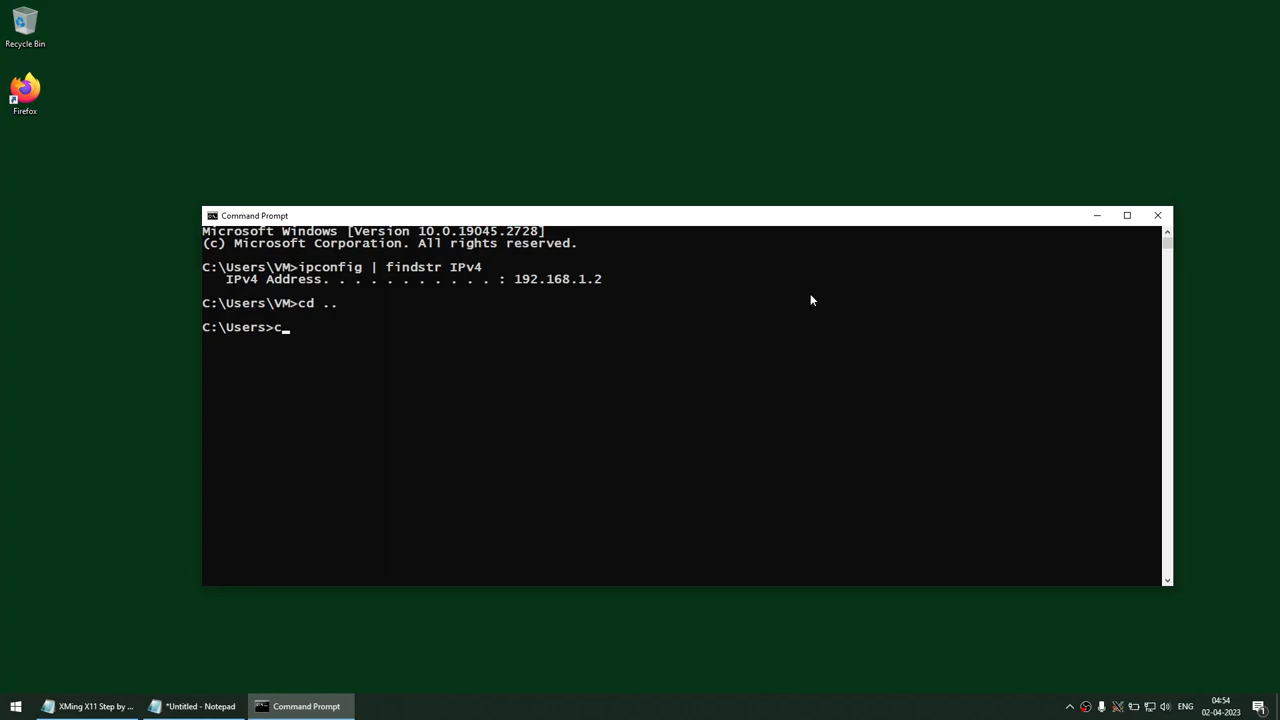 Recycle Bin
Firefox
Command Prompt
Microsoft Windows [Version 10.0.19045.2728]
(c) Microsoft Corporation. All rights reserved.
C:\Users\VM>ipconfig | findstr IPv4
IPv4 Address. . . . . . . . . . . : 192.168.1.2
C:\Users\VM>cd ..
C:\Users>c_
XMing X11 Step by ...
*Untitled - Notepad
Command Prompt
ENG
04:54
02-04-2023
1